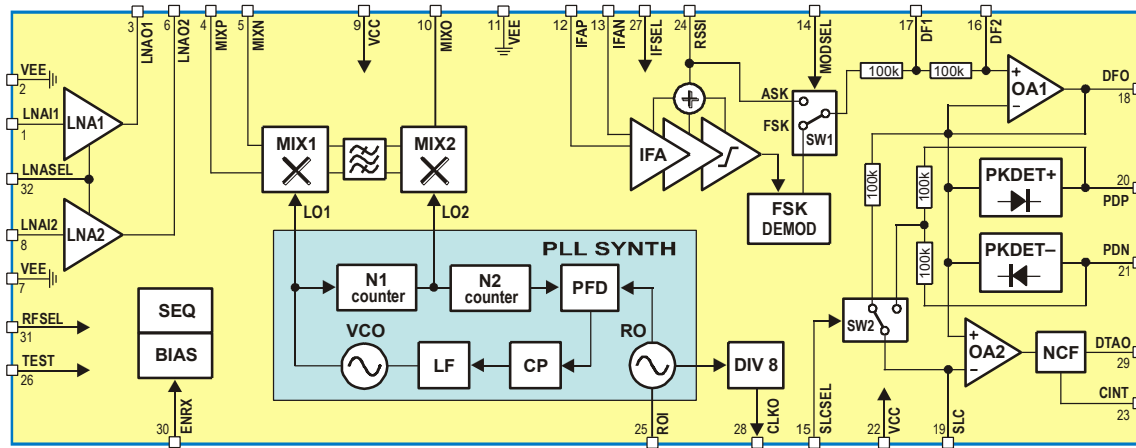 3 LNAO1
6 LNAO2
4 MIXP
5 MIXN
9 VCC
10 MIXO
11 VEE
12 IFAP
13 IFAN
27 IFSEL
24 RSSI
14 MODSEL
17 DF1
16 DF2
VEE
2
LNAI1
1
LNASEL
32
LNAI2
8
VEE
7
RFSEL
31
TEST
26
LNA1
LNA2
MIX1
MIX2
LO1
LO2
IFA
+
ASK
FSK
SW1
FSK
DEMOD
100k
100k
+
−
OA1
DFO
18
100k
100k
100k
PKDET+
20
PDP
PKDET−
PDN
21
SW2
+
−
OA2
NCF
DTAO
29
CINT
23
SEQ
BIAS
PLL SYNTH
N1
counter
N2
counter
PFD
VCO
LF
CP
RO
DIV 8
30 ENRX
25 ROI
28 CLKO
15 SLCSEL
22 VCC
19 SLC